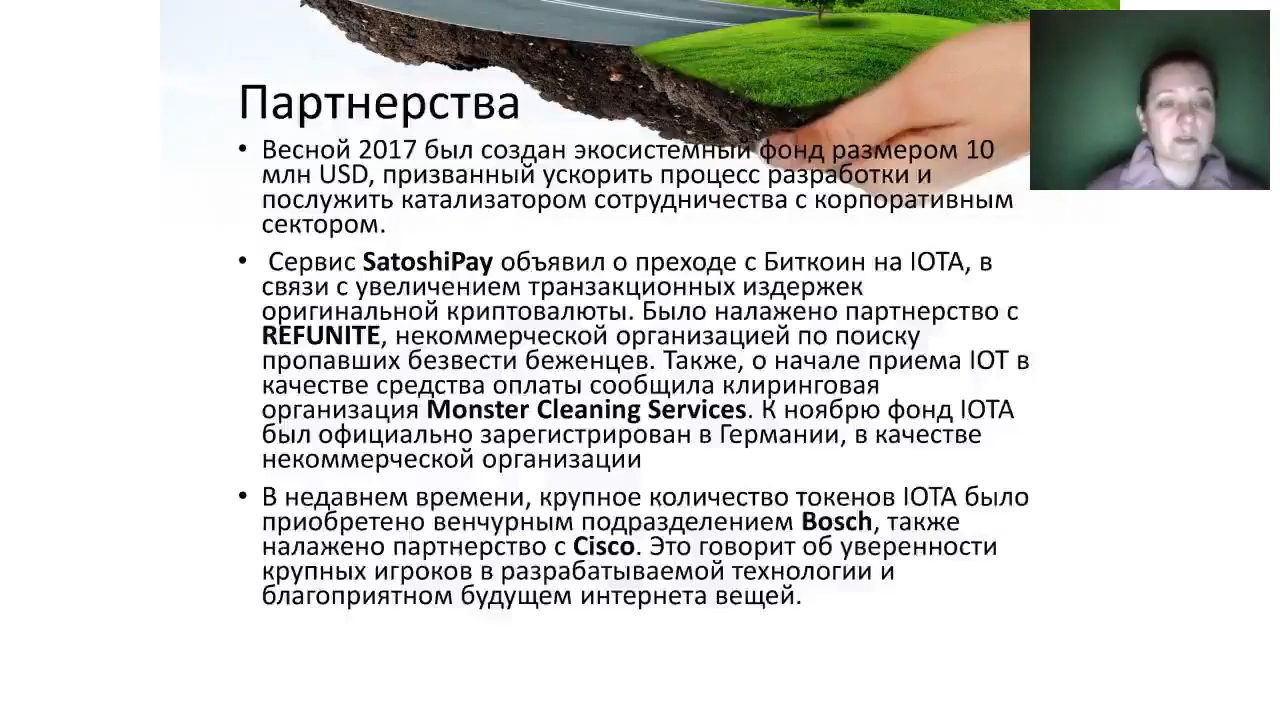 Партнерства
• Весной 2017 был создан экосистемный фонд размером 10
млн USD, призванный ускорить процесс разработки и
послужить катализатором сотрудничества с корпоративным
сектором.
• Сервис SatoshiPay объявил о преходе с Биткоин на IOTA, в
связи с увеличением транзакционных издержек
оригинальной криптовалюты. Было налажено партнерство с
REFUNITE, некоммерческой организацией по поиску
пропавших безвести беженцев. Также, о начале приема IOT в
качестве средства оплаты сообщила клиринговая
организация Monster Cleaning Services. К ноябрю фонд IOTA
был официально зарегистрирован в Германии, в качестве
некоммерческой организации
• В недавнем времени, крупное количество токенов IOTA было
приобретено венчурным подразделением Bosch, также
налажено партнерство с Cisco. Это говорит об уверенности
крупных игроков в разрабатываемой технологии и
благоприятном будущем интернета вещей.